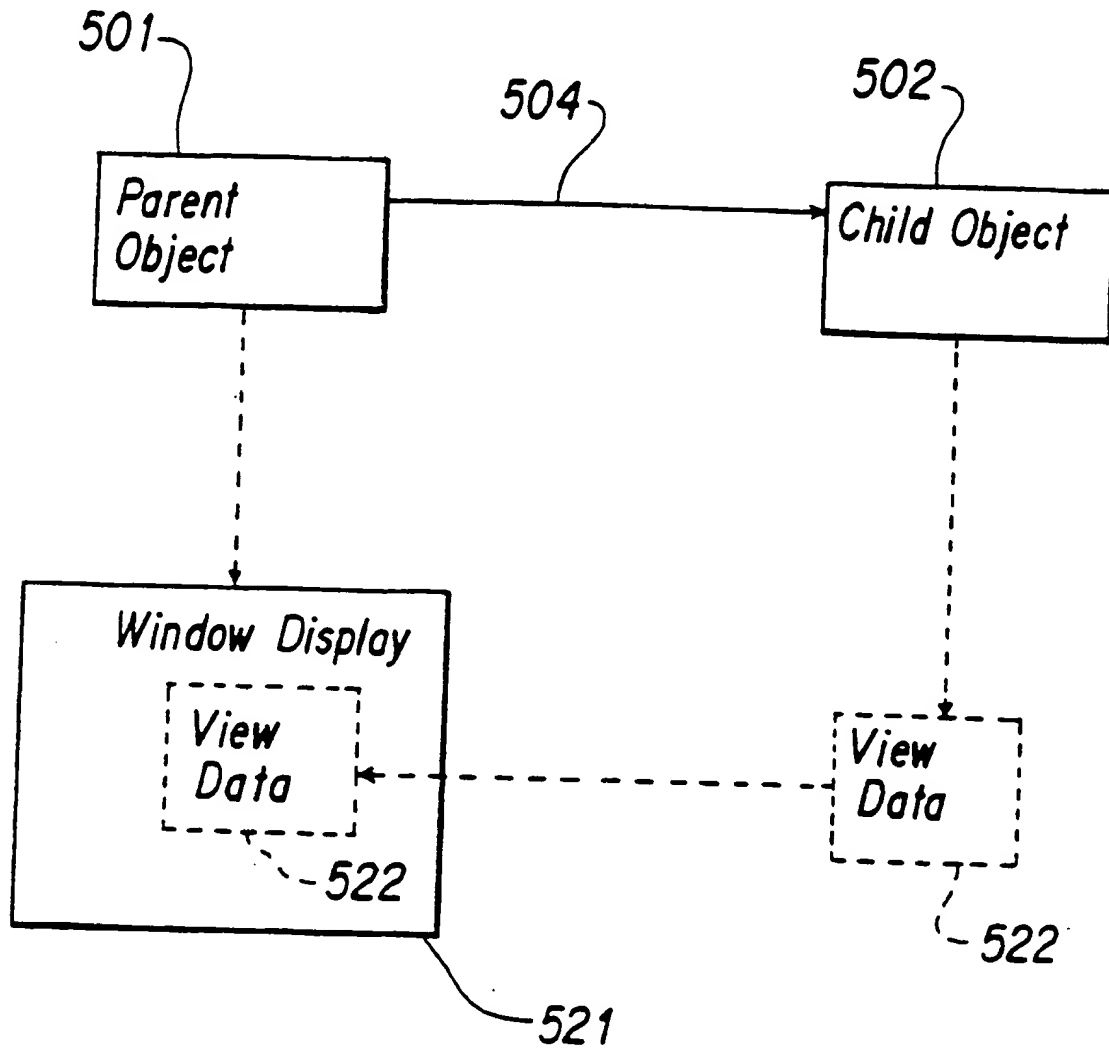 501
504
502
Parent
Object
Child Object
Window Display
View
Data
View
Data
522
522
521